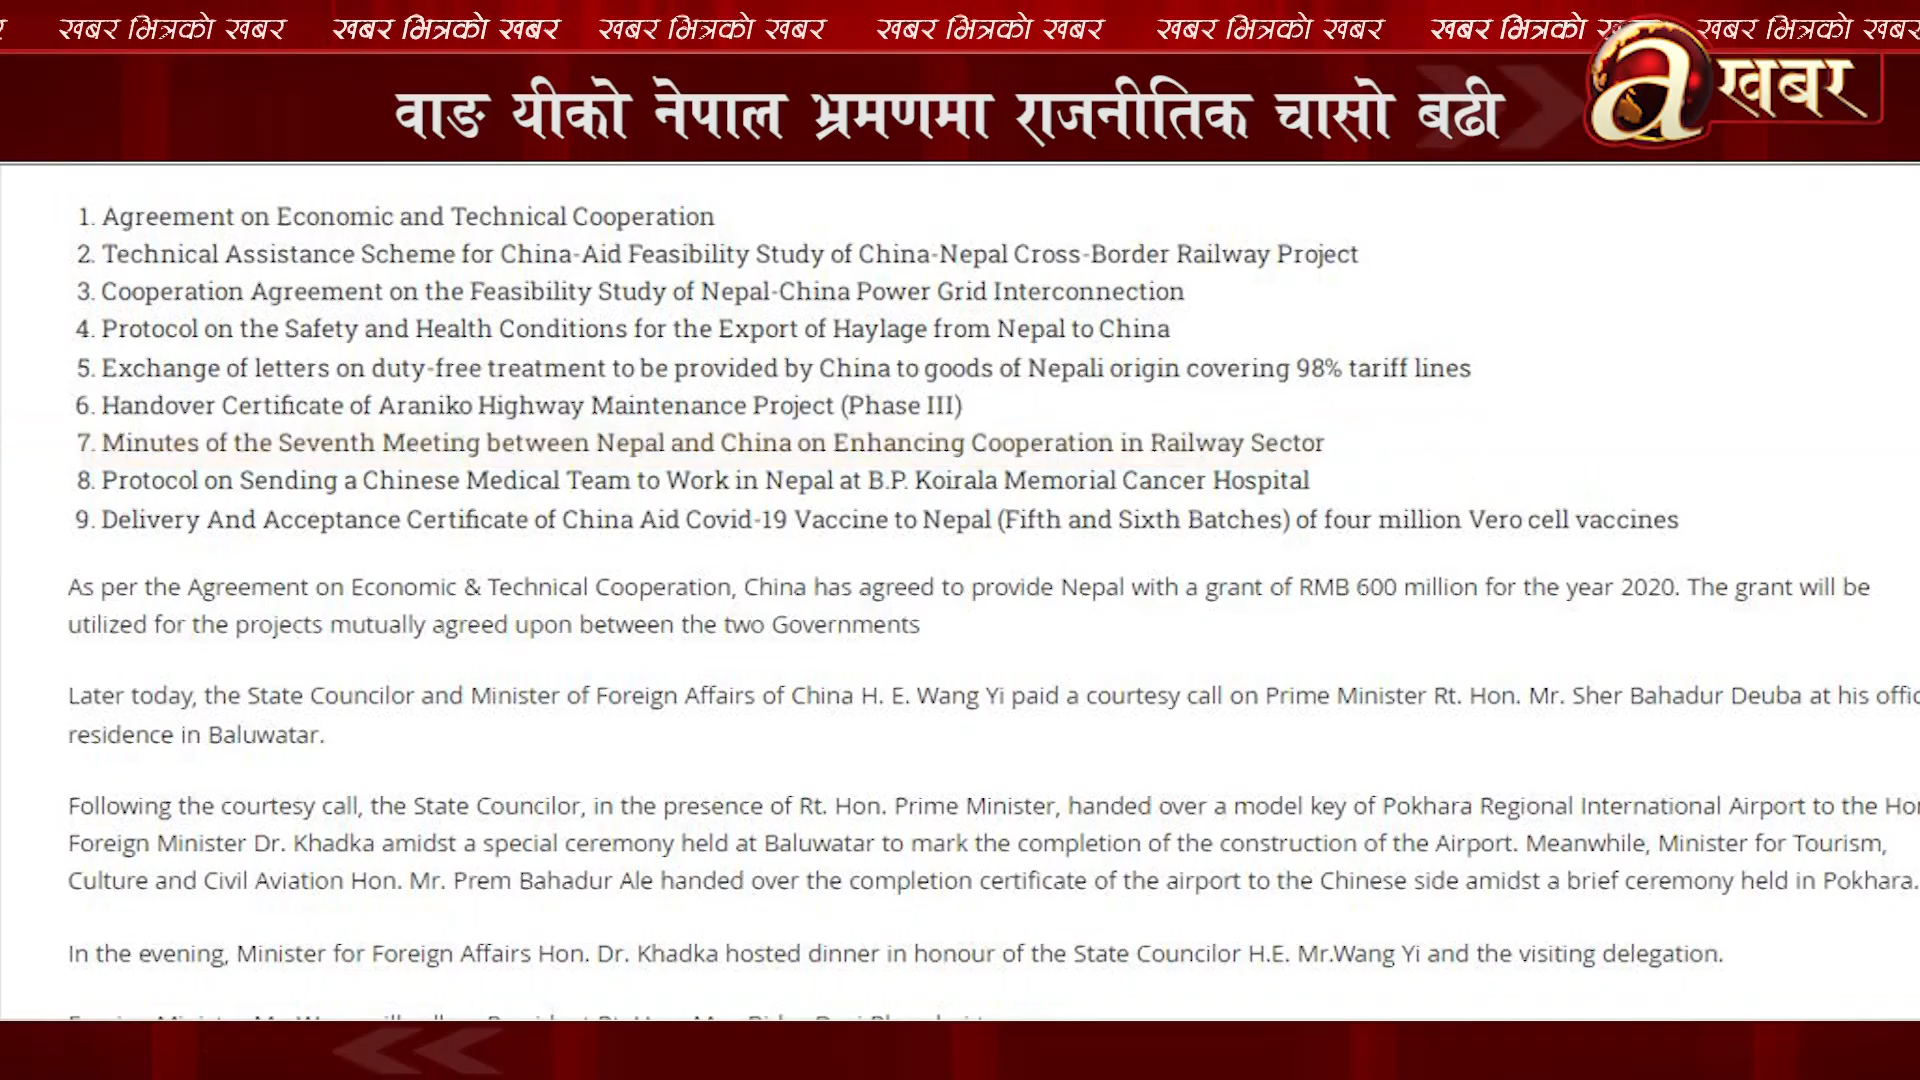 खबर भित्रको खबर खबर भित्रको खबर खबर भित्रको खबर खबर भित्रको खबर खबर भित्रको खबर खबर भित्रको खबर भित्रको खबर
वाङ यीको नेपाल भ्रमणमा राजनीतिक चासो बढी
a खबर
1. Agreement on Economic and Technical Cooperation
2. Technical Assistance Scheme for China-Aid Feasibility Study of China-Nepal Cross-Border Railway Project
3. Cooperation Agreement on the Feasibility Study of Nepal-China Power Grid Interconnection
4. Protocol on the Safety and Health Conditions for the Export of Haylage from Nepal to China
5. Exchange of letters on duty-free treatment to be provided by China to goods of Nepali origin covering 98% tariff lines
6. Handover Certificate of Araniko Highway Maintenance Project (Phase III)
7. Minutes of the Seventh Meeting between Nepal and China on Enhancing Cooperation in Railway Sector
8. Protocol on Sending a Chinese Medical Team to Work in Nepal at B.P. Koirala Memorial Cancer Hospital
9. Delivery And Acceptance Certificate of China Aid Covid-19 Vaccine to Nepal (Fifth and Sixth Batches) of four million Vero cell vaccines
As per the Agreement on Economic & Technical Cooperation, China has agreed to provide Nepal with a grant of RMB 600 million for the year 2020. The grant will be
utilized for the projects mutually agreed upon between the two Governments
Later today, the State Councilor and Minister of Foreign Affairs of China H. E. Wang Yi paid a courtesy call on Prime Minister Rt. Hon. Mr. Sher Bahadur Deuba at his
residence in Baluwatar.
Following the courtesy call, the State Councilor, in the presence of Rt. Hon. Prime Minister, handed over a model key of Pokhara Regional International Airport to the
Foreign Minister Dr. Khadka amidst a special ceremony held at Baluwatar to mark the completion of the construction of the Airport. Meanwhile, Minister for Tourism,
Culture and Civil Aviation Hon. Mr. Prem Bahadur Ale handed over the completion certificate of the airport to the Chinese side amidst a brief ceremony held in Pokhara.
In the evening, Minister for Foreign Affairs Hon. Dr. Khadka hosted dinner in honour of the State Councilor H.E. Mr.Wang Yi and the visiting delegation.